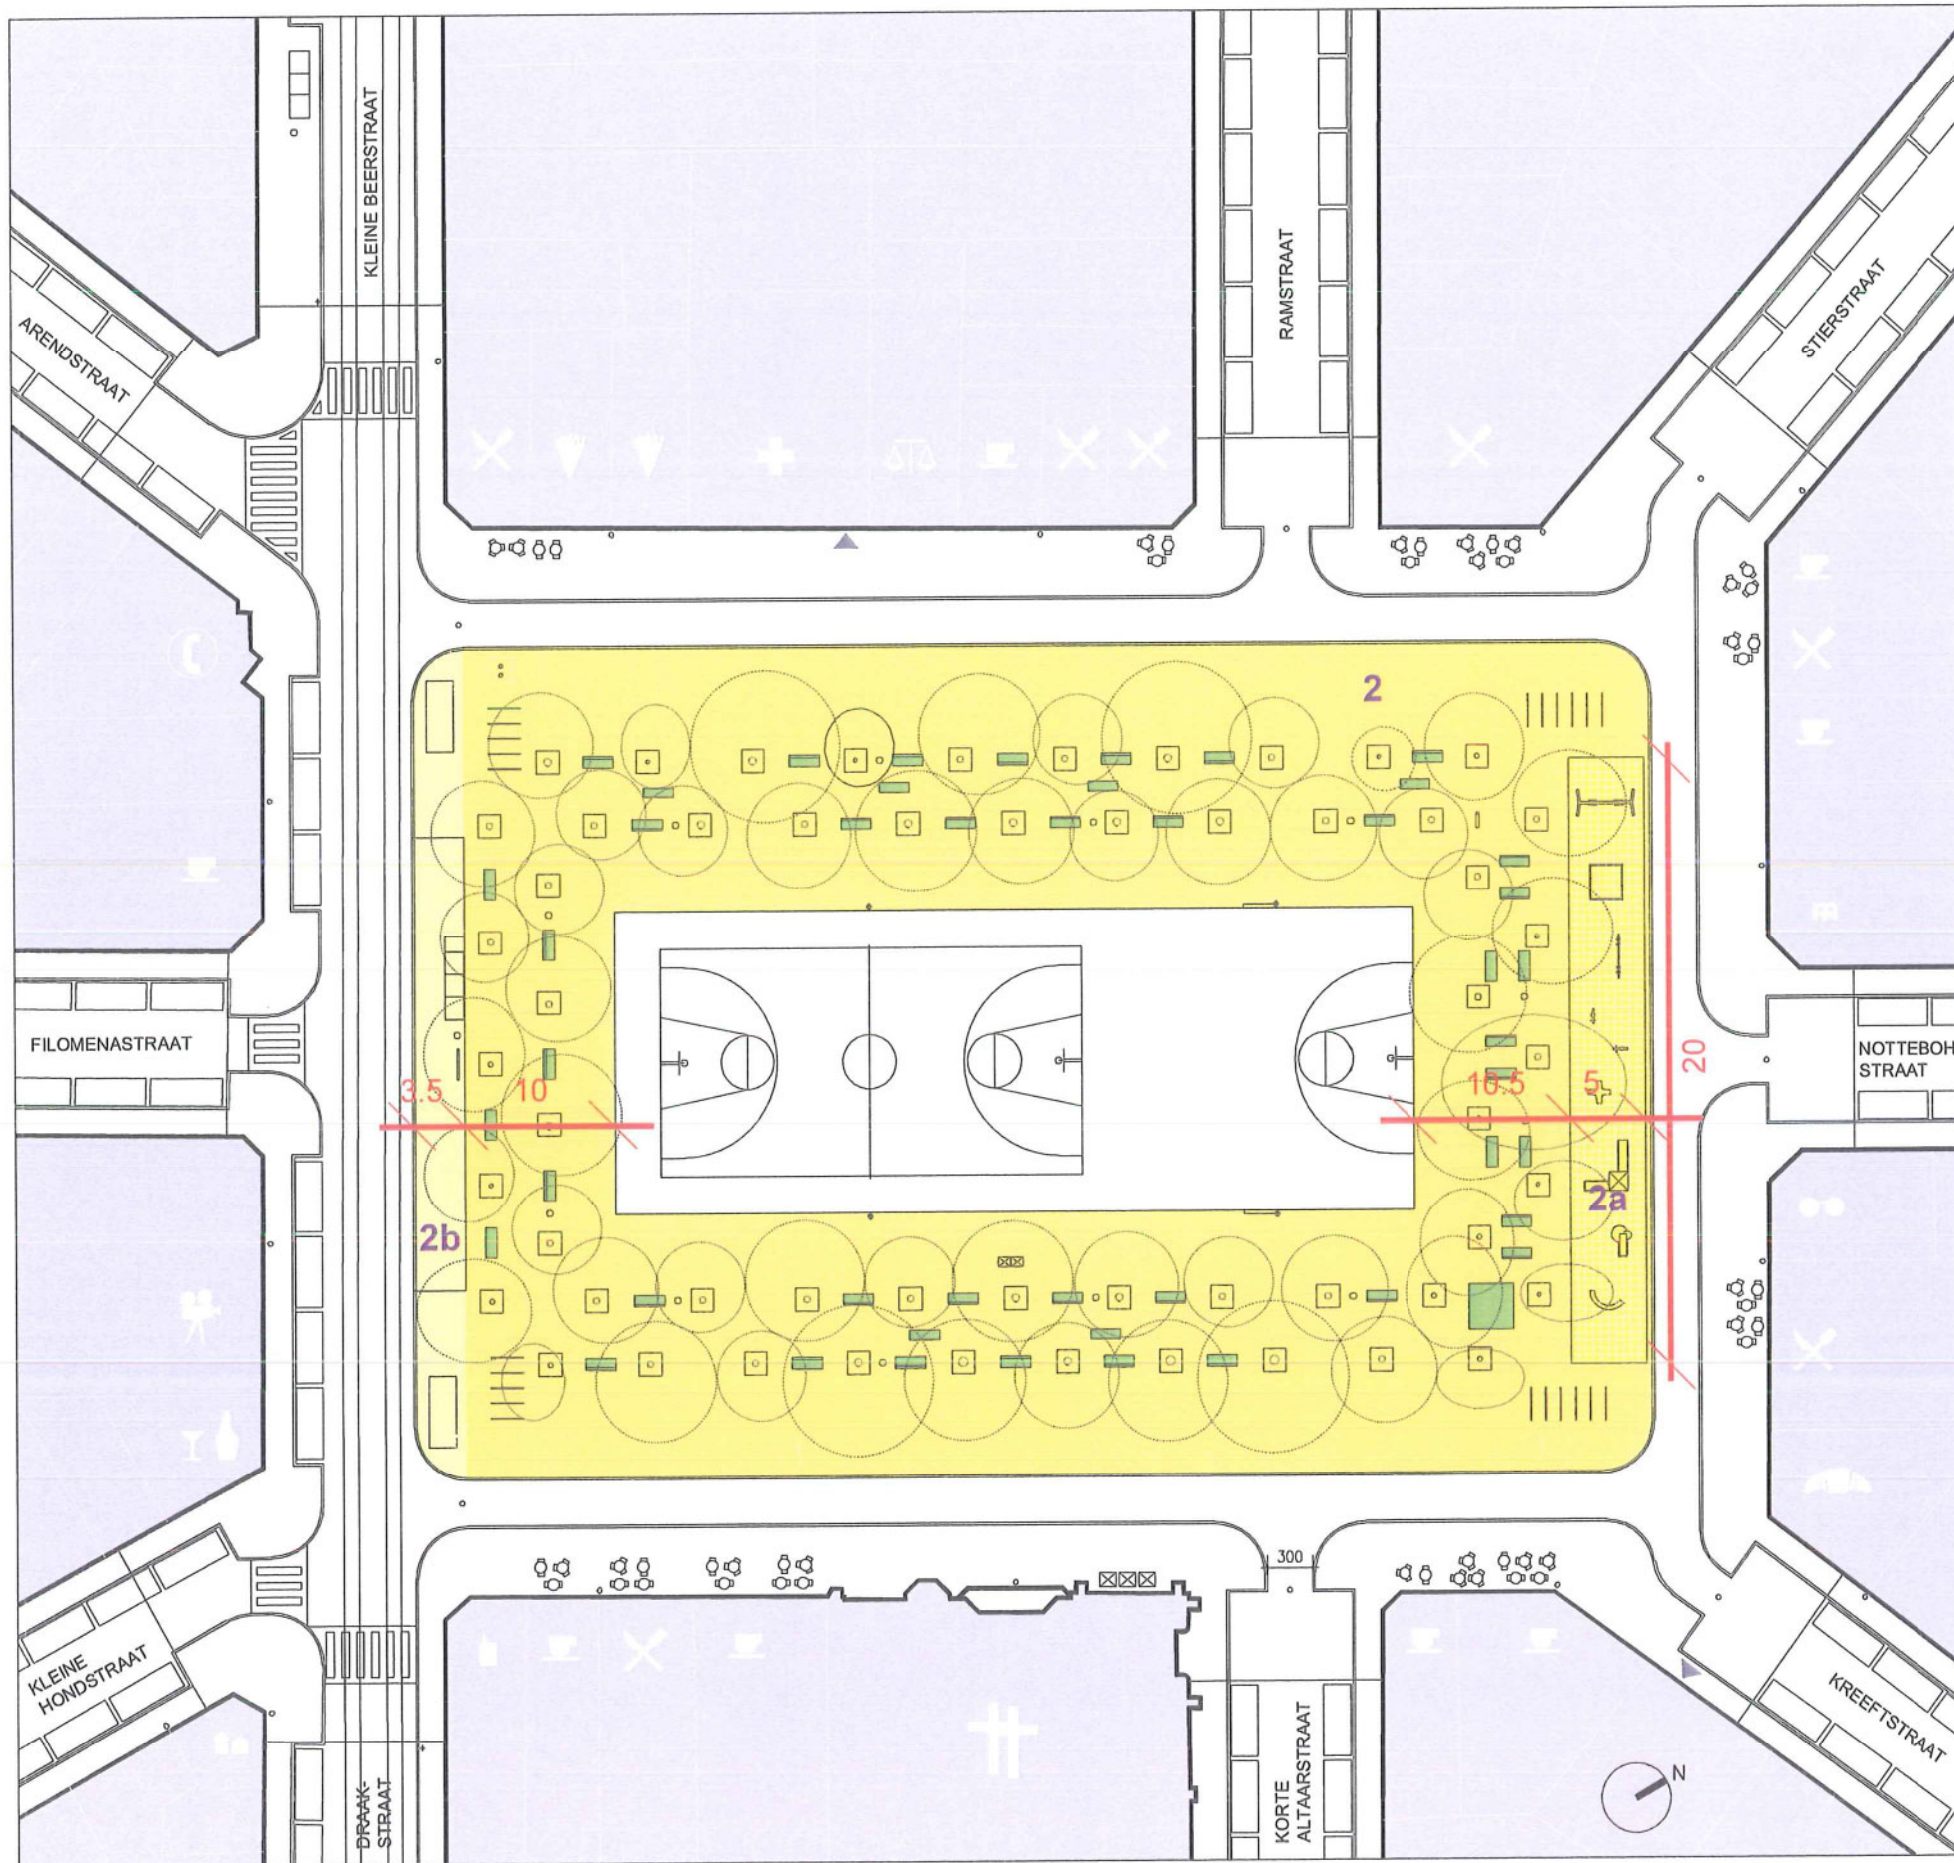 KLEINE BEERSTRAAT
RAMSTRAAT
STIERSTRAAT
ARENDSTRAAT
2
FILOMENASTRAAT
NOTTEBOH
STRAAT
20
3.5
10
10.5
5
2a
2b
300
KLEINE
HONDSTRAAT
DRAAK-
STRAAT
KORTE
ALTAARSTRAAT
KREEFTSTRAAT
N